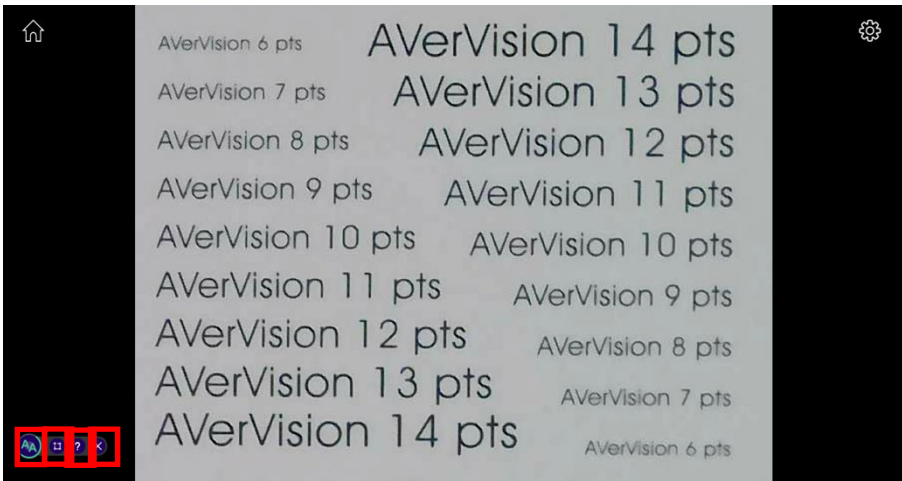 AVerVision 6 pts AVerVision 14 pts
AVerVision 7 pts AVerVision 13 pts
AVerVision 8 pts AVerVision 12 pts
AVerVision 9 pts AVerVision 11 pts
AVerVision 10 pts AVerVision 10 pts
AVerVision 11 pts AVerVision 9 pts
AVerVision 12 pts AVerVision 8 pts
AVerVision 13 pts AVerVision 7 pts
AVerVision 14 pts AVerVision 6 pts
AA ?